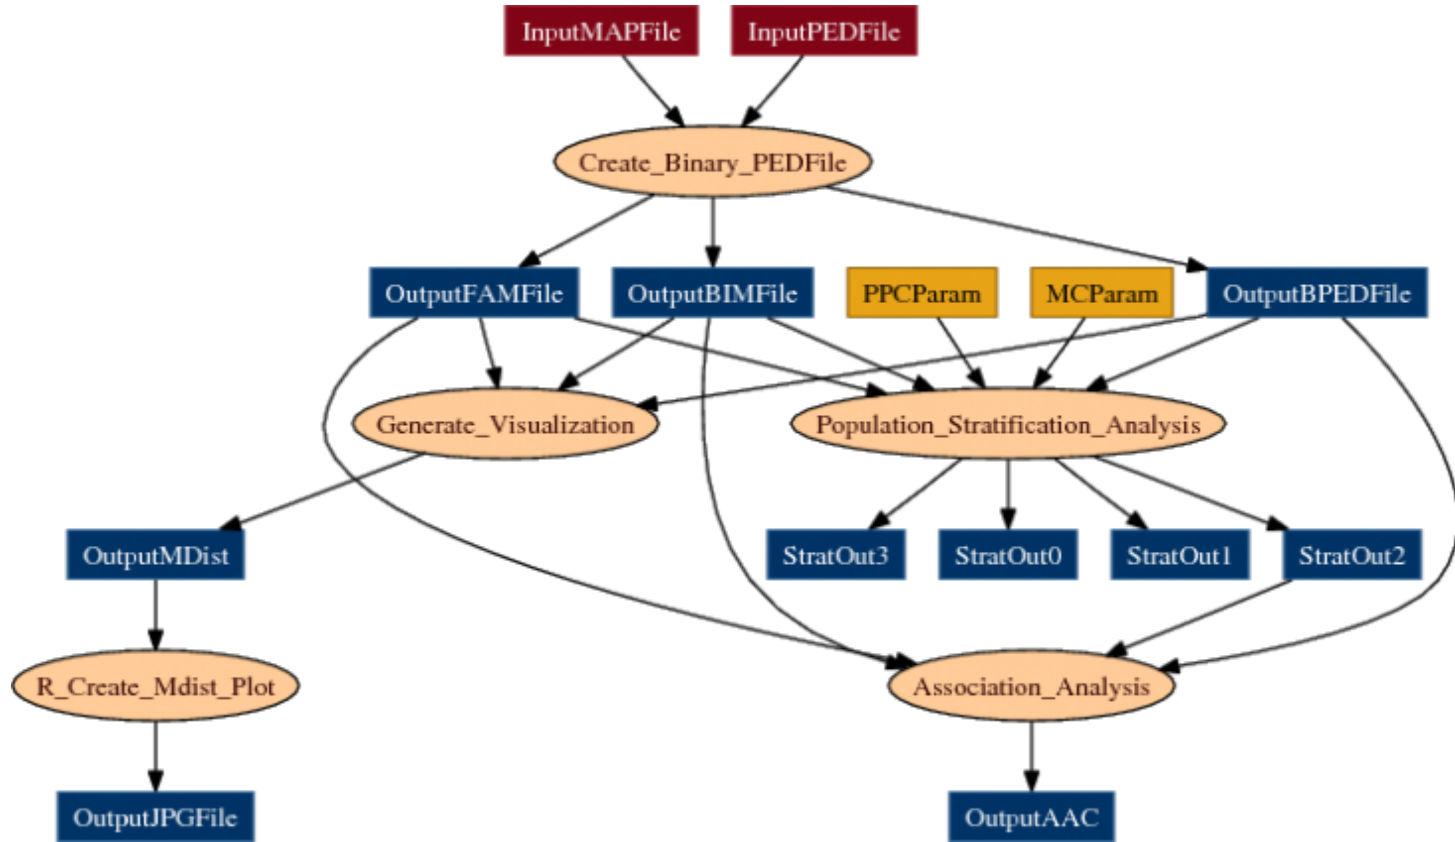 InputMAPFile
InputPEDFile
Create_Binary_PEDFile
OutputFAMFile
OutputBIMFile
PPCParam
MCParam
OutputBPEDFile
Generate_Visualization
Population_Stratification_Analysis
OutputMDist
StratOut3
StratOut0
StratOut1
StratOut2
R_Create_Mdist_Plot
Association_Analysis
OutputJPGFile
OutputAAC